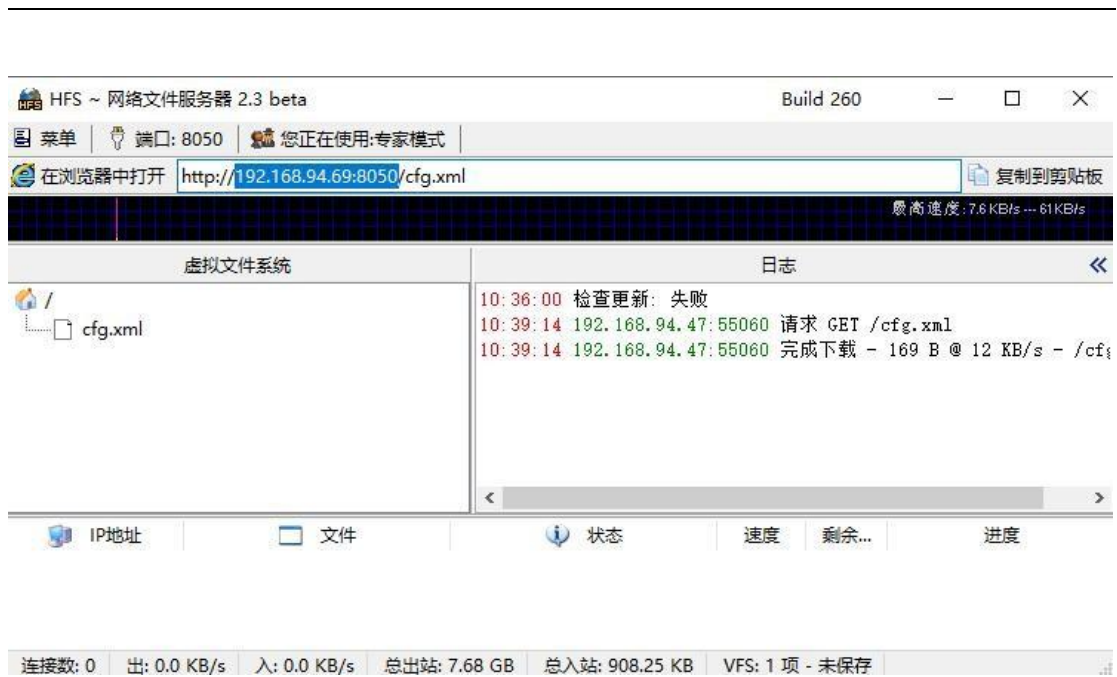 HFS ~ 网络文件服务器 2.3 beta Build 260
菜单 端口: 8050 您正在使用:专家模式
在浏览器中打开 http://192.168.94.69:8050/cfg.xml 复制到剪贴板
最高速度:7.6 KB/s --- 61KB/s
虚拟文件系统 日志
/
cfg.xml
10:36:00 检查更新: 失败
10:39:14 192.168.94.47:55060 请求 GET /cfg.xml
10:39:14 192.168.94.47:55060 完成下载 - 169 B @ 12 KB/s - /cf
IP地址 文件 状态 速度 剩余... 进度
连接数: 0 出: 0.0 KB/s 入: 0.0 KB/s 总出站: 7.68 GB 总入站: 908.25 KB VFS: 1 项 - 未保存